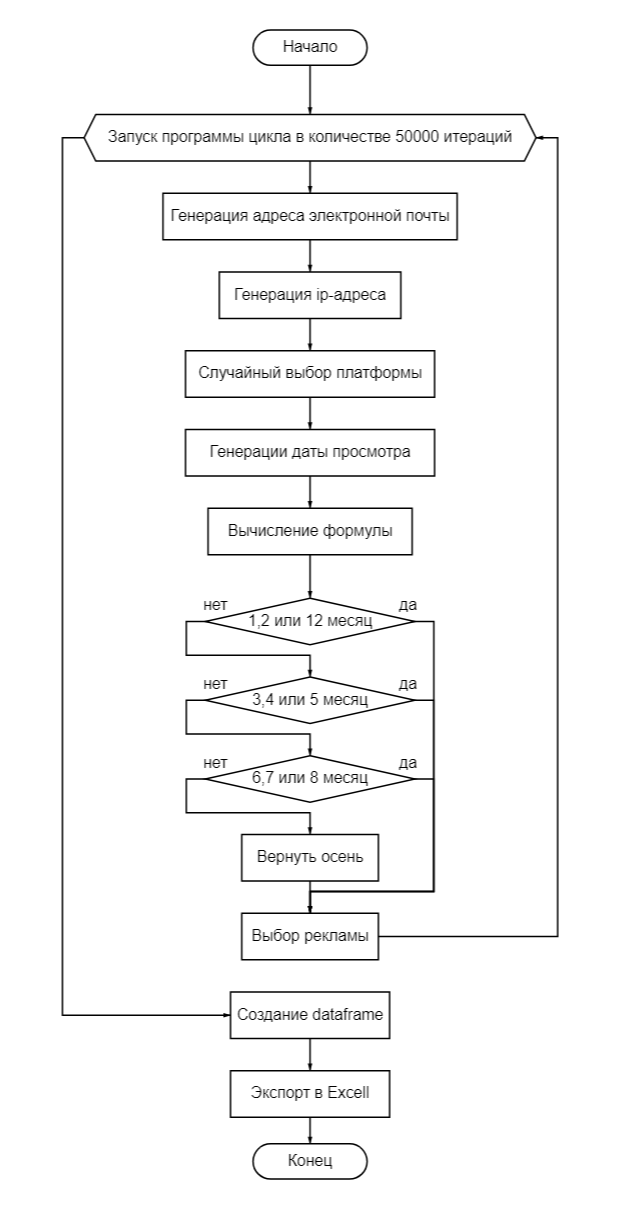 Начало
Запуск программы цикла в количестве 50000 итераций
Генерация адреса электронной почты
Генерация ip-адреса
Случайный выбор платформы
Генерации даты просмотра
Вычисление формулы
нет
да
1,2 или 12 месяц
нет
да
3,4 или 5 месяц
нет
да
6,7 или 8 месяц
Вернуть осень
Выбор рекламы
Создание dataframe
Экспорт в Excell
Конец